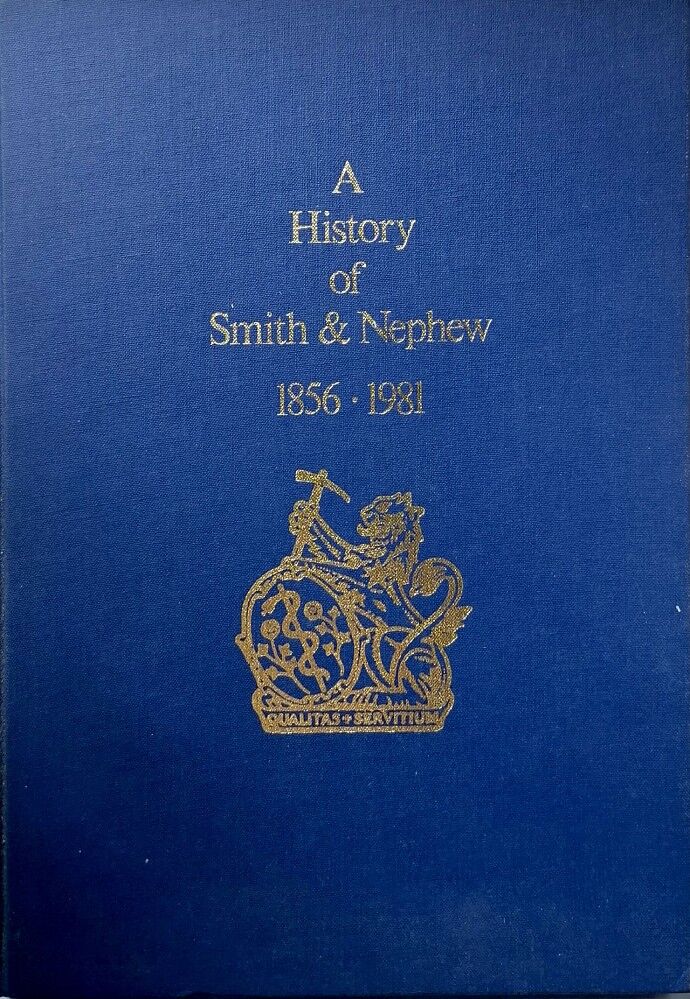 A
History
of
Smith & Nephew
1856 · 1981
QUALITAS + SERVITIUM